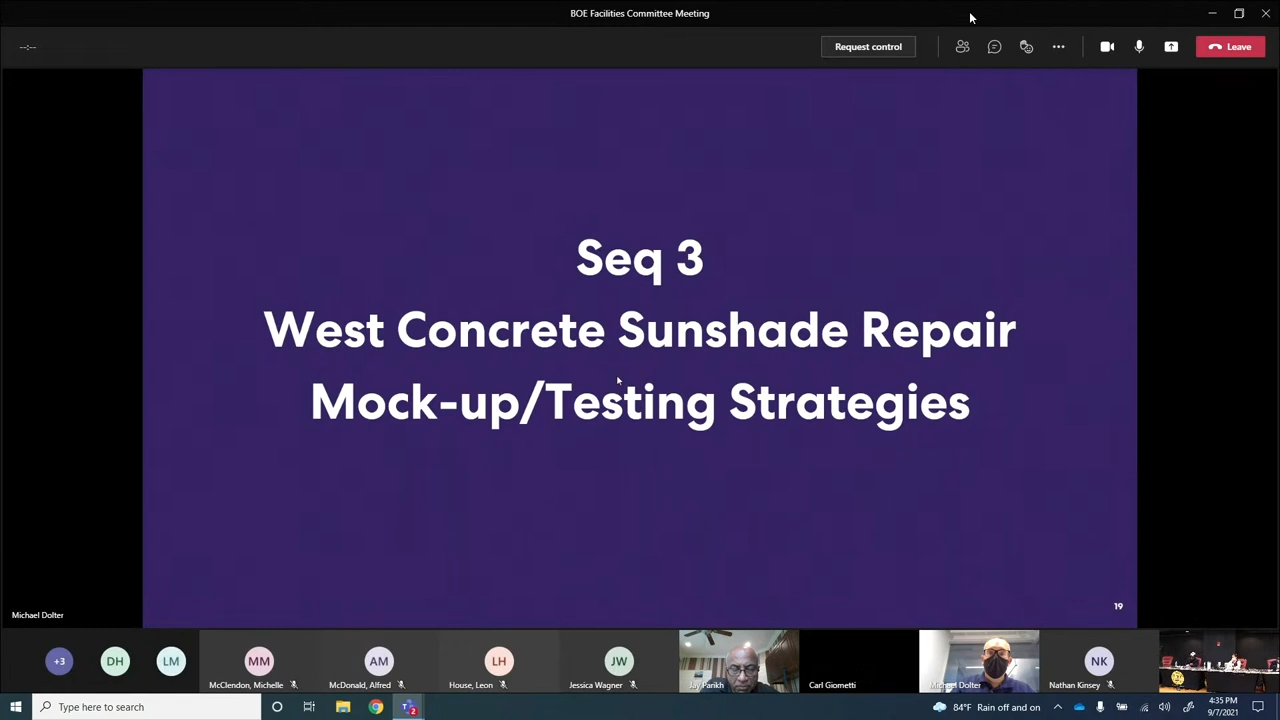 BOE Facilities Committee Meeting
--:--
Request control
Leave
Seq 3
West Concrete Sunshade Repair
Mock-up/Testing Strategies
19
Michael Dolter
+3
DH
LM
MM
AM
LH
JW
NK
McClendon, Michelle
McDonald, Alfred
House, Leon
Jessica Wagner
Jay Parikh
Carl Giometti
Michael Dolter
Nathan Kinsey
Type here to search
2
84°F Rain off and on
4:35 PM
9/7/2021